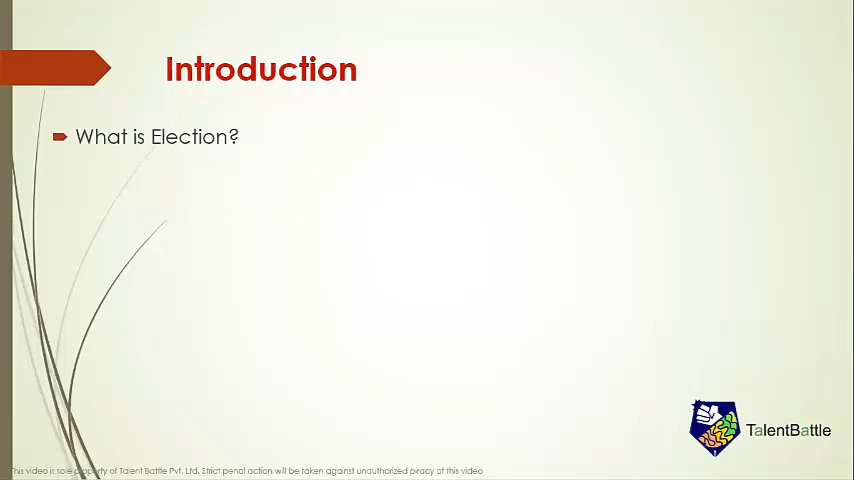 Introduction
What is Election?
TalentBattle
This video is sole property of Talent Battle Pvt. Ltd. Strict penal action will be taken against unauthorized piracy of this video